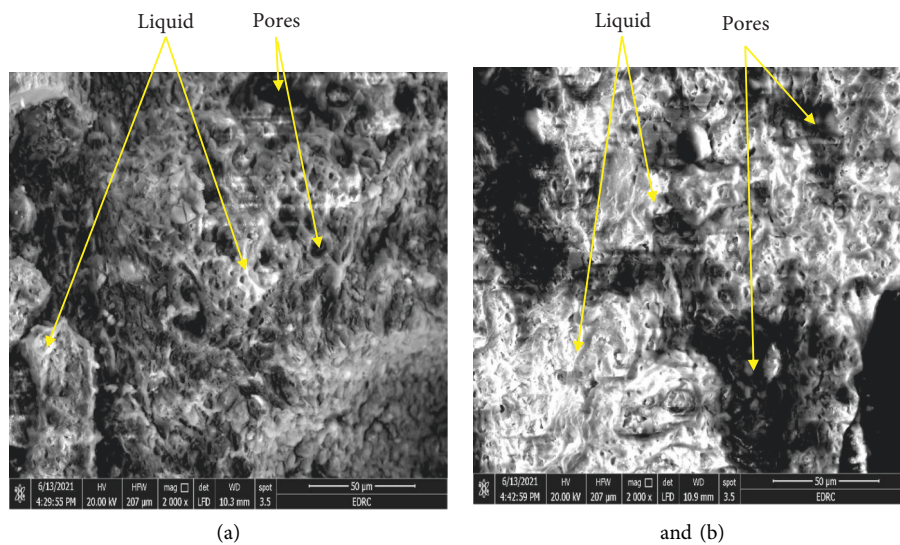 Liquid
Pores
Liquid
Pores
6/13/2021 HV HFW mag det WD spot 50 µm
4:29:55 PM 20.00 kV 207 µm 2 000 x LFD 10.3 mm 3.5 EDRC
6/13/2021 HV HFW mag det WD spot 50 µm
4:42:59 PM 20.00 kV 207 µm 2 000 x LFD 10.9 mm 3.5 EDRC
(a)
and (b)